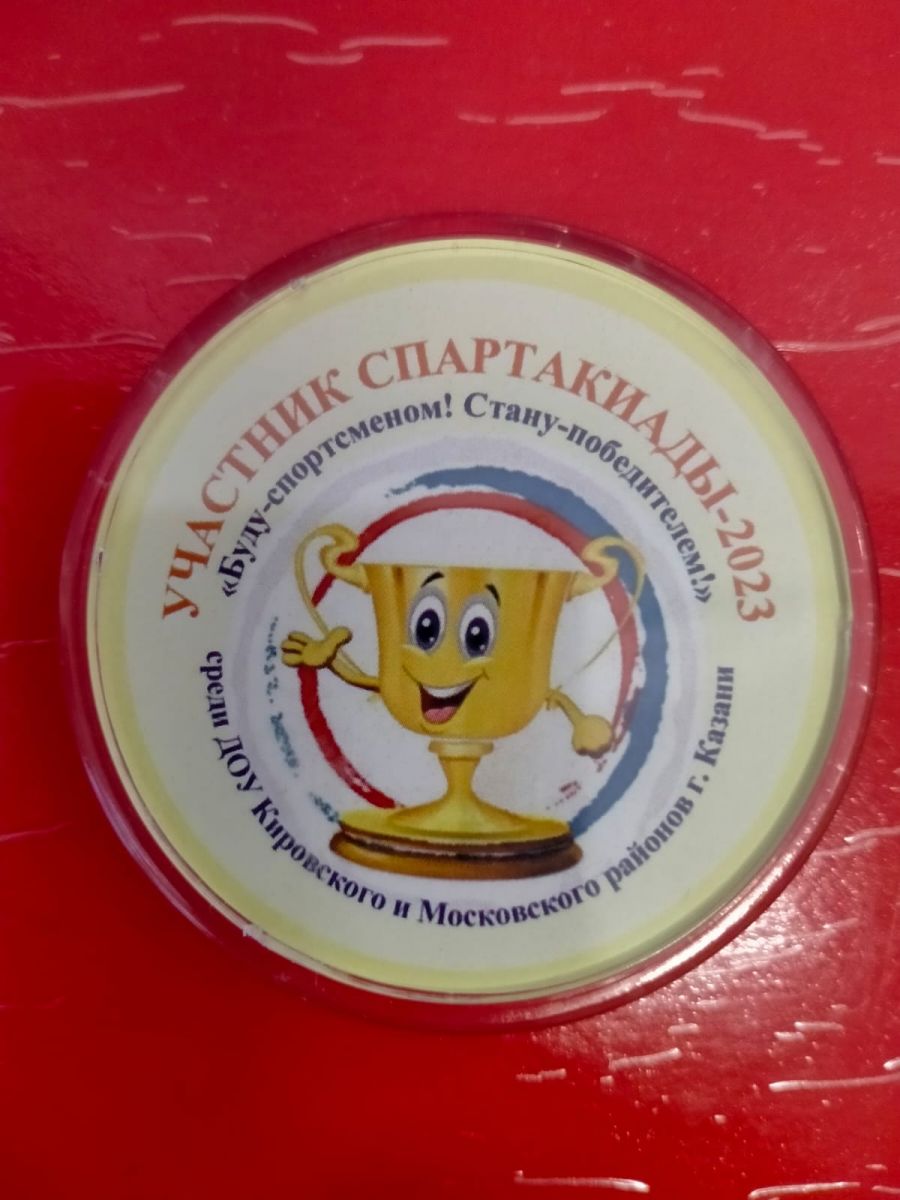 УЧАСТНИК СПАРТАКИАДЫ-2023
«Буду-спортсменом! Стану-победителем!»
среди ДОУ Кировского и Московского районов г. Казани